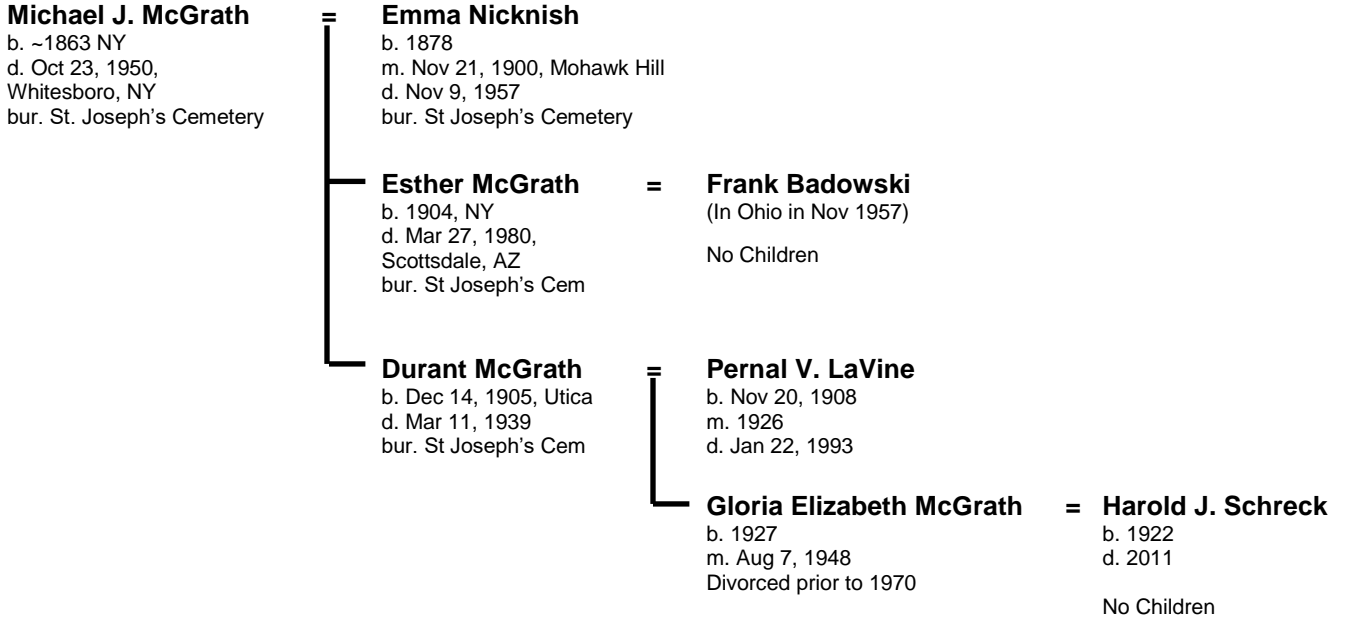 Michael J. McGrath = Emma Nicknish
b. ~1863 NY
d. Oct 23, 1950,
Whitesboro, NY
bur. St. Joseph’s Cemetery
b. 1878
m. Nov 21, 1900, Mohawk Hill
d. Nov 9, 1957
bur. St Joseph’s Cemetery
Esther McGrath = Frank Badowski
b. 1904, NY
d. Mar 27, 1980,
Scottsdale, AZ
bur. St Joseph’s Cem
(In Ohio in Nov 1957)
No Children
Durant McGrath = Pernal V. LaVine
b. Dec 14, 1905, Utica
d. Mar 11, 1939
bur. St Joseph’s Cem
b. Nov 20, 1908
m. 1926
d. Jan 22, 1993
Gloria Elizabeth McGrath = Harold J. Schreck
b. 1927
m. Aug 7, 1948
Divorced prior to 1970
b. 1922
d. 2011
No Children